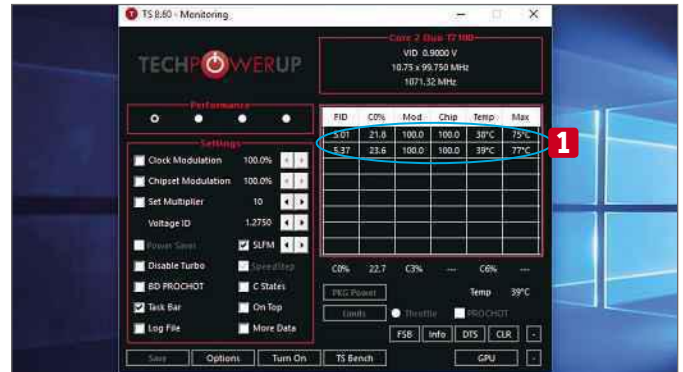 TS 8.60 - Monitoring
TECHPOWERUP
Core 2 Duo T7100
VID 0.9000 V
10.75 x 99.750 MHz
1071.32 MHz
Performance
Settings
Clock Modulation 100.0%
Chipset Modulation 100.0%
Set Multiplier 10
Voltage ID 1.2750
Power Saver SLFM
Disable Turbo SpeedStep
BD PROCHOT C States
Task Bar On Top
Log File More Data
Save Options Turn On
FID C0% Mod Chip Temp Max
5.01 21.8 100.0 100.0 38°C 75°C
5.37 23.6 100.0 100.0 39°C 77°C
1
C0% 22.7 C3% --- C6% ---
PKG Power Temp 39°C
Limits Throttle PROCHOT
FSB Info DTS CLR -
TS Bench GPU -